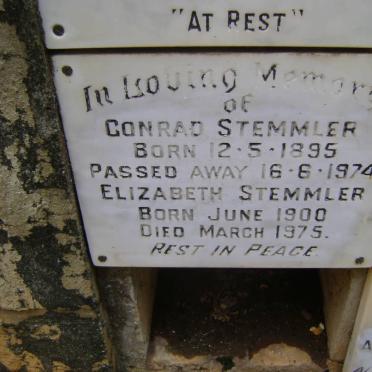 "AT REST"
In Loving Memory
OF
CONRAD STEMMLER
BORN 12·5·1895
PASSED AWAY 16·6·1974
ELIZABETH STEMMLER
BORN JUNE 1900
DIED MARCH 1975.
REST IN PEACE.